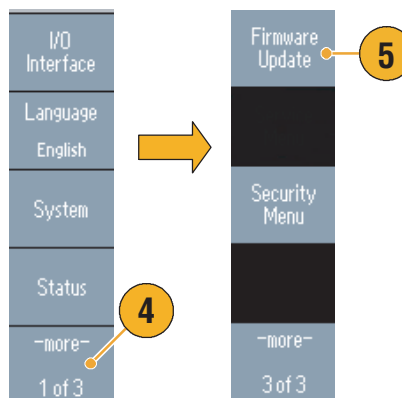 I/O
Interface
Language
English
System
Status
4
-more-
1 of 3
Firmware
Update
5
Security
Menu
-more-
3 of 3